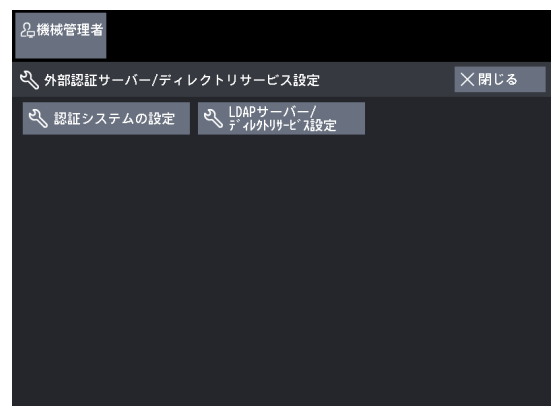 機械管理者
外部認証サーバー/ディレクトリサービス設定
閉じる
認証システムの設定
LDAPサーバー/
ディレクトリサービス設定